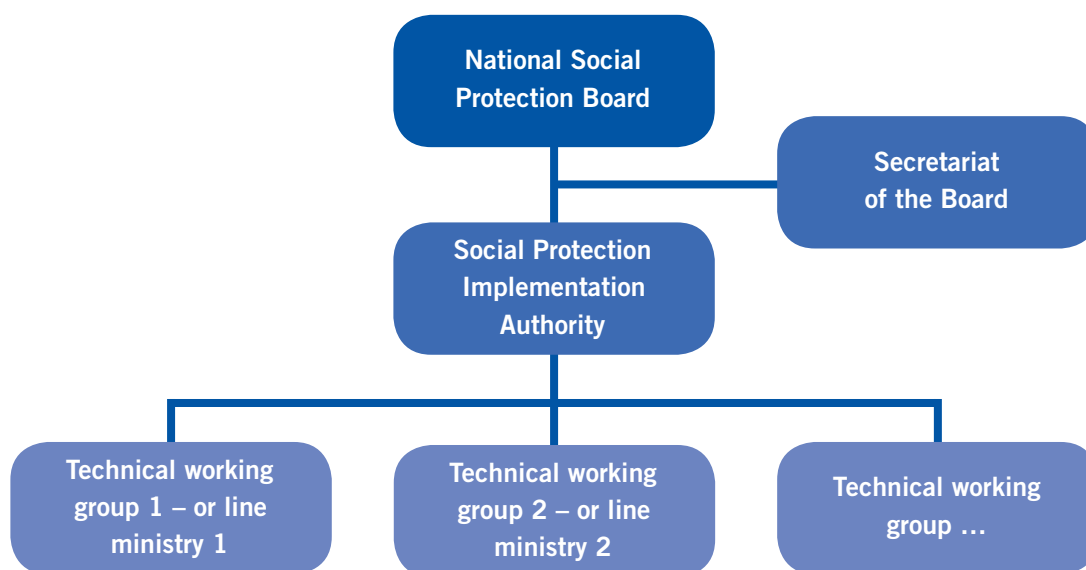 National Social
Protection Board
Secretariat
of the Board
Social Protection
Implementation
Authority
Technical working
group 1 – or line
ministry 1
Technical working
group 2 – or line
ministry 2
Technical working
group ...